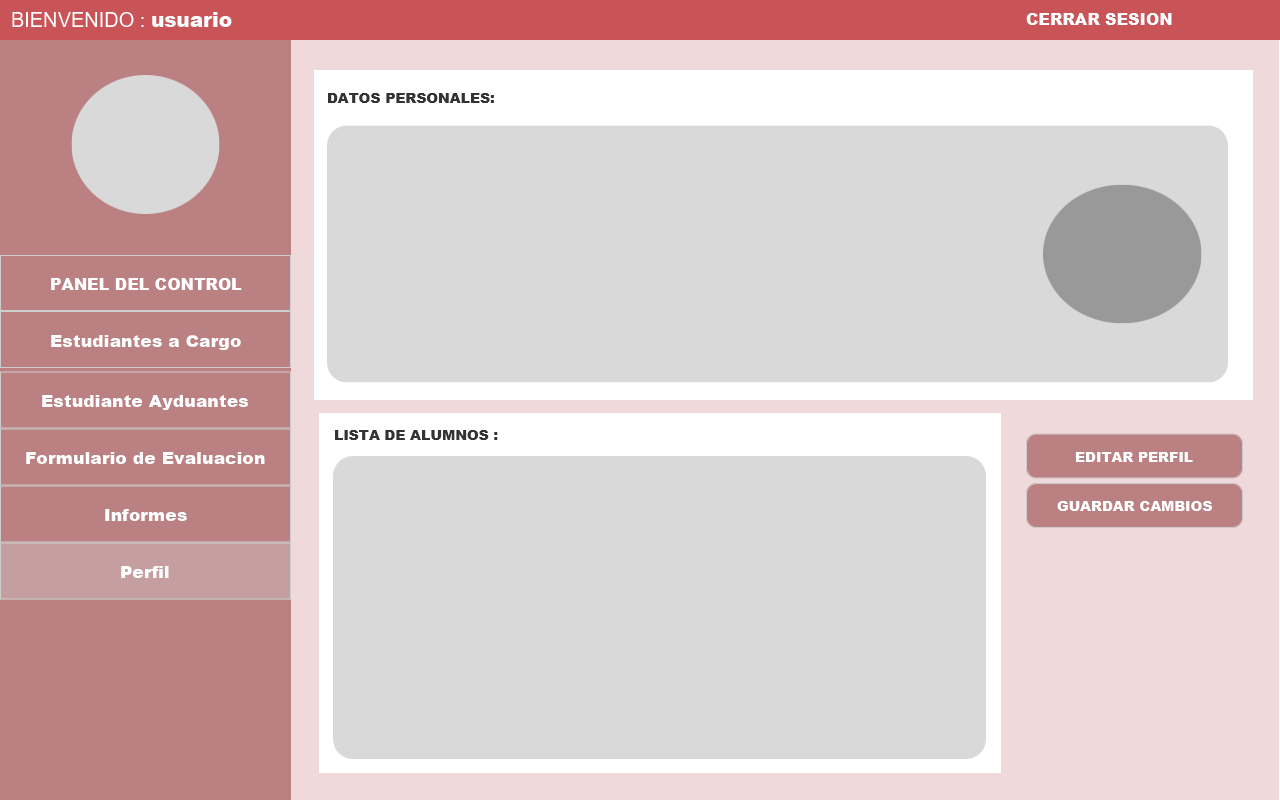 BIENVENIDO : usuario
CERRAR SESION
PANEL DEL CONTROL
Estudiantes a Cargo
Estudiante Ayduantes
Formulario de Evaluacion
Informes
Perfil
DATOS PERSONALES:
LISTA DE ALUMNOS :
EDITAR PERFIL
GUARDAR CAMBIOS